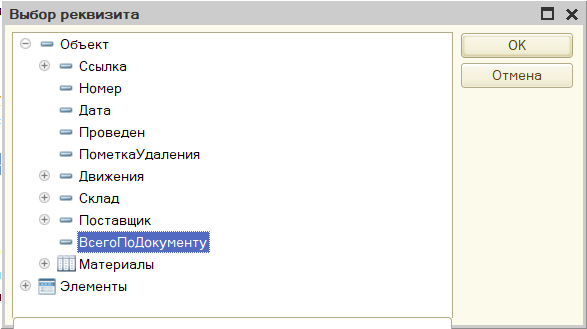 Выбор реквизита
Объект
Ссылка
Номер
Дата
Проведен
ПометкаУдаления
Движения
Склад
Поставщик
ВсегоПоДокументу
Материалы
Элементы
OK
Отмена